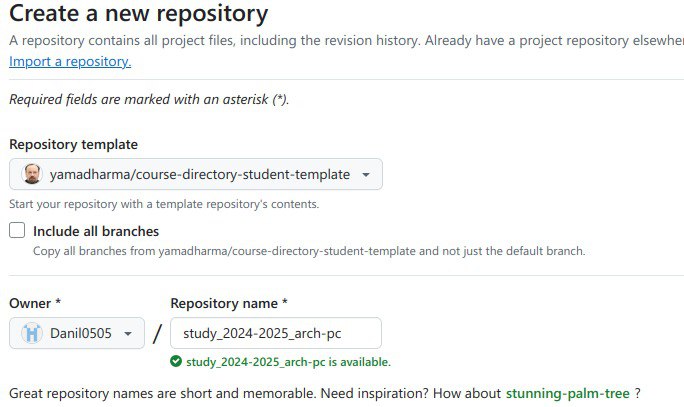 Create a new repository
A repository contains all project files, including the revision history. Already have a project repository elsewhe
Import a repository.
Required fields are marked with an asterisk (*).
Repository template
yamadharma/course-directory-student-template
Start your repository with a template repository's contents.
Include all branches
Copy all branches from yamadharma/course-directory-student-template and not just the default branch.
Owner * Repository name *
Danil0505 / study_2024-2025_arch-pc
study_2024-2025_arch-pc is available.
Great repository names are short and memorable. Need inspiration? How about stunning-palm-tree ?